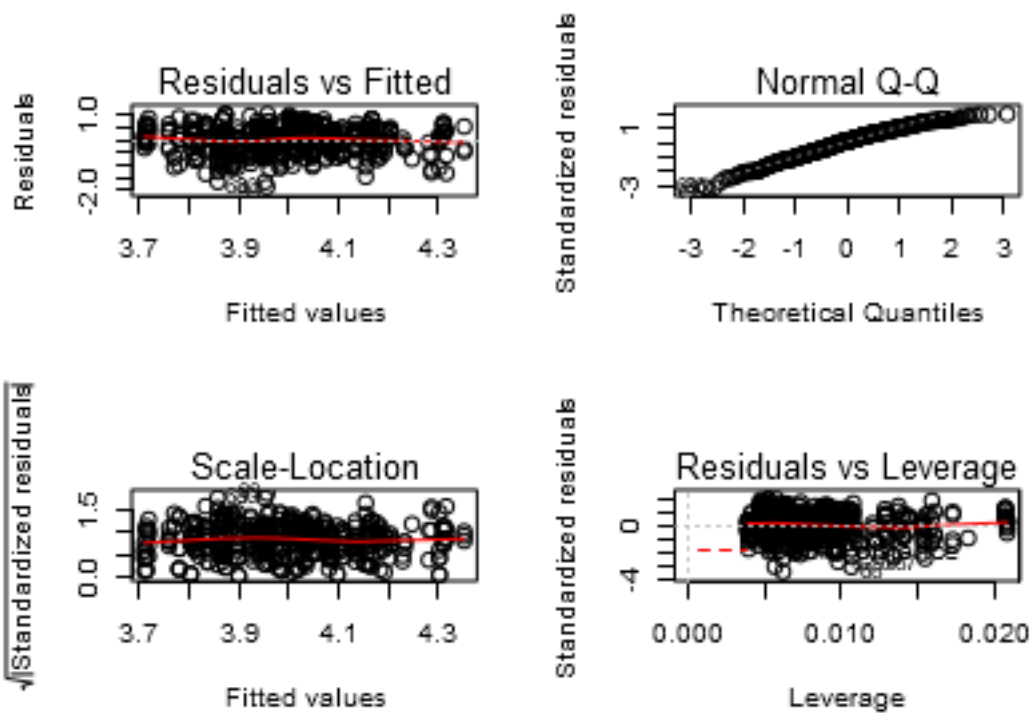 Residuals vs Fitted
Residuals
1.0
-2.0
3.7 3.9 4.1 4.3
Fitted values
Normal Q-Q
Standardized residuals
1
-3
-3 -2 -1 0 1 2 3
Theoretical Quantiles
Scale-Location
√|Standardized residuals|
1.5
0.0
3.7 3.9 4.1 4.3
Fitted values
Residuals vs Leverage
Standardized residuals
0
-4
0.000 0.010 0.020
Leverage